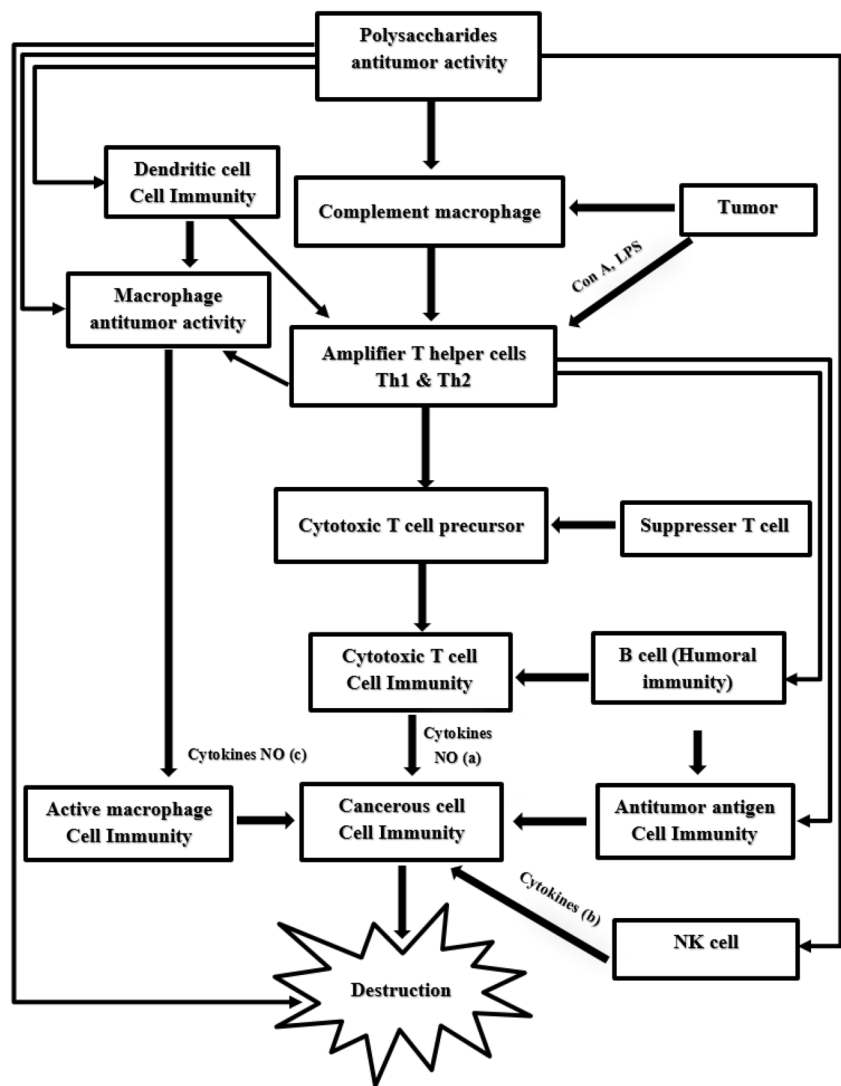 Polysaccharides
antitumor activity
Dendritic cell
Cell Immunity
Complement macrophage
Tumor
Con A, LPS
Macrophage
antitumor activity
Amplifier T helper cells
Th1 & Th2
Cytotoxic T cell precursor
Suppresser T cell
Cytotoxic T cell
Cell Immunity
B cell (Humoral
immunity)
Cytokines NO (c)
Cytokines
NO (a)
Active macrophage
Cell Immunity
Cancerous cell
Cell Immunity
Antitumor antigen
Cell Immunity
Cytokines (b)
NK cell
Destruction